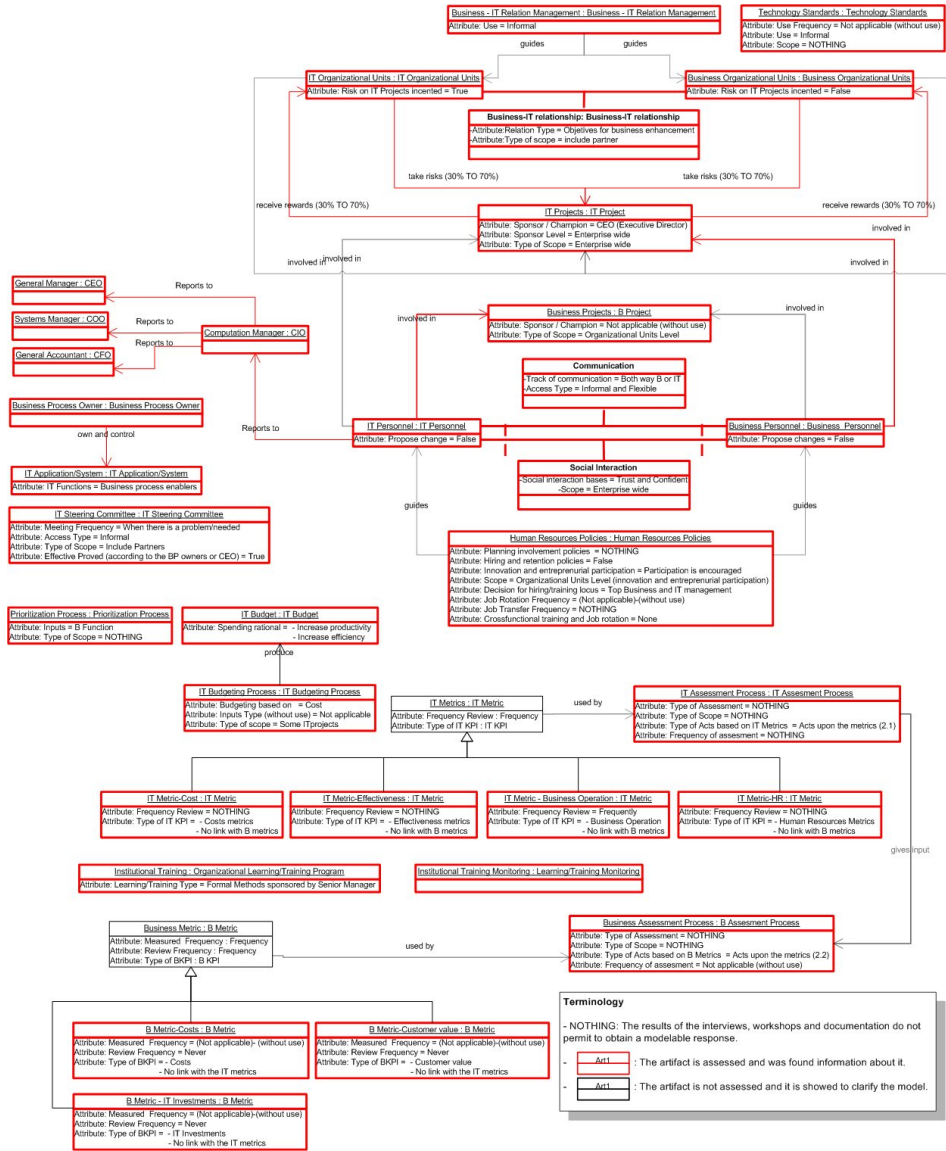 Business - IT Relation Management : Business - IT Relation Management
Attribute: Use = Informal
Technology Standards : Technology Standards
Attribute: Use Frequency = Not applicable (without use)
Attribute: Use = Informal
Attribute: Scope = NOTHING
guides
guides
IT Organizational Units : IT Organizational Units
Attribute: Risk on IT Projects incented = True
Business Organizational Units : Business Organizational Units
Attribute: Risk on IT Projects incented = False
Business-IT relationship: Business-IT relationship
-Attribute:Relation Type = Objetives for business enhancement
-Attribute:Type of scope = include partner
take risks (30% TO 70%)
take risks (30% TO 70%)
receive rewards (30% TO 70%)
receive rewards (30% TO 70%)
IT Projects : IT Project
Attribute: Sponsor / Champion = CEO (Executive Director)
Attribute: Sponsor Level = Enterprise wide
Attribute: Type of Scope = Enterprise wide
involved in
involved in
involved in
involved in
General Manager : CEO
Reports to
Systems Manager : COO
Reports to
Computation Manager : CIO
Reports to
General Accountant : CFO
Business Projects : B Project
Attribute: Sponsor / Champion = Not applicable (without use)
Attribute: Type of Scope = Organizational Units Level
involved in
involved in
Communication
-Track of communication = Both way B or IT
-Access Type = Informal and Flexible
Business Process Owner : Business Process Owner
own and control
Reports to
IT Personnel : IT Personnel
Attribute: Propose change = False
Business Personnel : Business_Personnel
Attribute: Propose changes = False
Social Interaction
-Social interaction bases = Trust and Confident
-Scope = Enterprise wide
IT Application/System : IT Application/System
Attribute: IT Functions = Business process enablers
guides
guides
IT Steering Committee : IT Steering Committee
Attribute: Meeting Frequency = When there is a problem/needed
Attribute: Access Type = Informal
Attribute: Type of Scope = Include Partners
Attribute: Effective Proved (according to the BP owners or CEO) = True
Human Resources Policies : Human Resources Policies
Attribute: Planning involvement policies = NOTHING
Attribute: Hiring and retention policies = False
Attribute: Innovation and entreprenurial participation = Participation is encouraged
Attribute: Scope = Organizational Units Level (innovation and entreprenurial participation)
Attribute: Decision for hiring/training locus = Top Business and IT management
Attribute: Job Rotation Frequency = (Not applicable)-(without use)
Attribute: Job Transfer Frequency = NOTHING
Attribute: Crossfunctional training and Job rotation = None
Prioritization Process : Prioritization Process
Attribute: Inputs = B Function
Attribute: Type of Scope = NOTHING
IT Budget : IT Budget
Attribute: Spending rational = - Increase productivity
- Increase efficiency
produce
IT Budgeting Process : IT Budgeting Process
Attribute: Budgeting based on = Cost
Attribute: Inputs Type (without use) = Not applicable
Attribute: Type of scope = Some ITprojects
IT Metrics : IT Metric
Attribute: Frequency Review : Frequency
Attribute: Type of IT KPI : IT KPI
used by
IT Assessment Process : IT Assesment Process
Attribute: Type of Assessment = NOTHING
Attribute: Type of Scope = NOTHING
Attribute: Type of Acts based on IT Metrics = Acts upon the metrics (2.1)
Attribute: Frequency of assesment = NOTHING
IT Metric-Cost : IT Metric
Attribute: Frequency Review = NOTHING
Attribute: Type of IT KPI = - Costs metrics
- No link with B metrics
IT Metric-Effectiveness : IT Metric
Attribute: Frequency Review = NOTHING
Attribute: Type of IT KPI = - Effectiveness metrics
- No link with B metrics
IT Metric - Business Operation : IT Metric
Attribute: Frequency Review = Frequently
Attribute: Type of IT KPI = - Business Operation
- No link with B metrics
IT Metric-HR : IT Metric
Attribute: Frequency Review = NOTHING
Attribute: Type of IT KPI = - Human Resources Metrics
- No link with B metrics
gives input
Institutional Training : Organizational Learning/Training Program
Attribute: Learning/Training Type = Formal Methods sponsored by Senior Manager
Institutional Training Monitoring : Learning/Training Monitoring
Business Metric : B Metric
Attribute: Measured Frequency : Frequency
Attribute: Review Frequency : Frequency
Attribute: Type of BKPI : B KPI
used by
Business Assessment Process : B Assesment Process
Attribute: Type of Assessment = NOTHING
Attribute: Type of Scope = NOTHING
Attribute: Type of Acts based on B Metrics = Acts upon the metrics (2.2)
Attribute: Frequency of assesment = Not applicable (without use)
B Metric-Costs : B Metric
Attribute: Measured Frequency = (Not applicable)- (without use)
Attribute: Review Frequency = Never
Attribute: Type of BKPI = - Costs
- No link with the IT metrics
B Metric-Customer value : B Metric
Attribute: Measured Frequency = (Not applicable)-(without use)
Attribute: Review Frequency = Never
Attribute: Type of BKPI = - Customer value
- No link with the IT metrics
B Metric - IT Investments : B Metric
Attribute: Measured Frequency = (Not applicable)-(without use)
Attribute: Review Frequency = Never
Attribute: Type of BKPI = - IT Investments
- No link with the IT metrics
Terminology
- NOTHING: The results of the interviews, workshops and documentation do not
permit to obtain a modelable response.
- Art1 : The artifact is assessed and was found information about it.
- Art1 : The artifact is not assessed and it is showed to clarify the model.